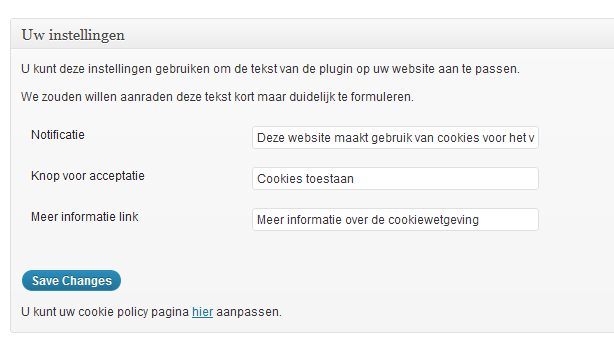 Uw instellingen
U kunt deze instellingen gebruiken om de tekst van de plugin op uw website aan te passen.
We zouden willen aanraden deze tekst kort maar duidelijk te formuleren.
Notificatie
Deze website maakt gebruik van cookies voor het v
Knop voor acceptatie
Cookies toestaan
Meer informatie link
Meer informatie over de cookiewetgeving
Save Changes
U kunt uw cookie policy pagina hier aanpassen.